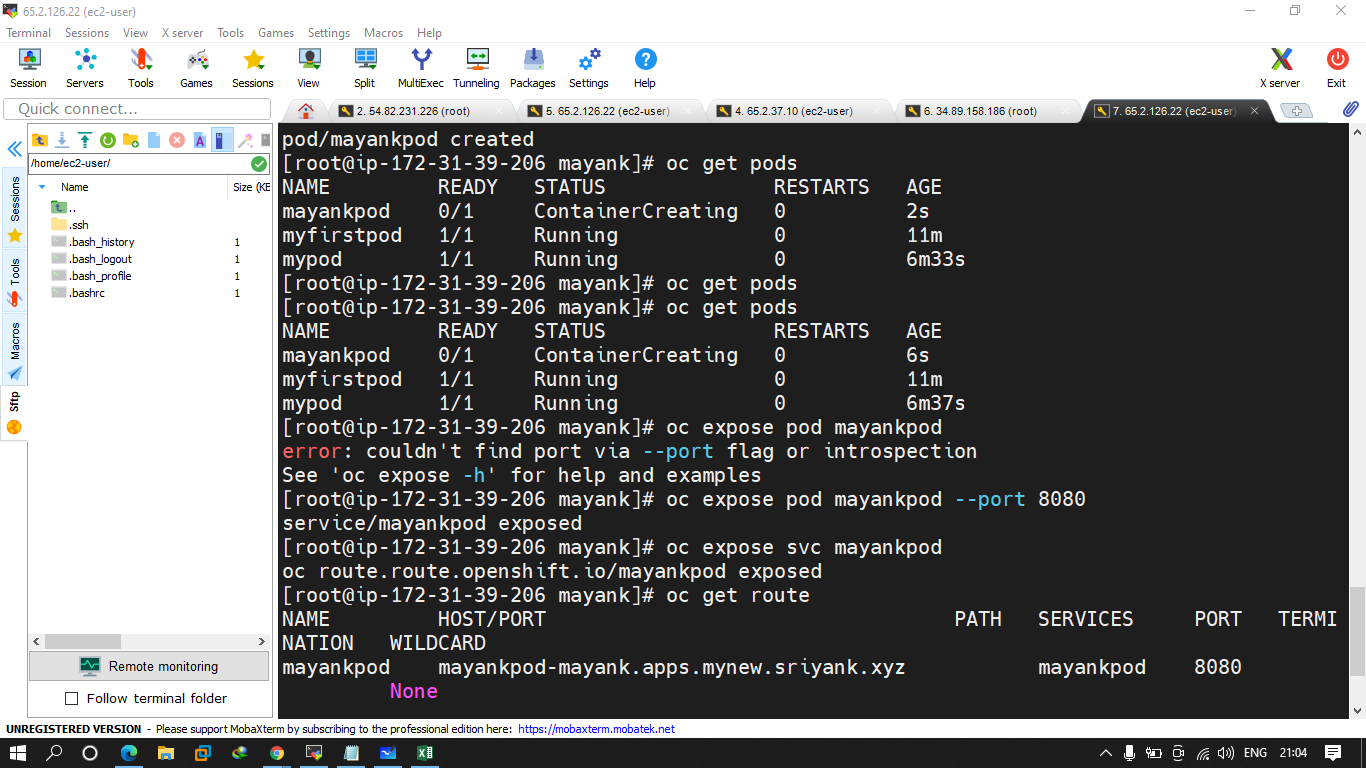 65.2.126.22 (ec2-user)
Terminal Sessions View X server Tools Games Settings Macros Help
Session Servers Tools Games Sessions View Split MultiExec Tunneling Packages Settings Help X server Exit
Quick connect...
2. 54.82.231.226 (root)
5. 65.2.126.22 (ec2-user)
4. 65.2.37.10 (ec2-user)
6. 34.89.158.186 (root)
7. 65.2.126.22 (ec2-user)
/home/ec2-user/
Name Size (KB
..
.ssh
.bash_history 1
.bash_logout 1
.bash_profile 1
.bashrc 1
Sessions
Tools
Macros
Sftp
Remote monitoring
Follow terminal folder
pod/mayankpod created
[root@ip-172-31-39-206 mayank]# oc get pods
NAME READY STATUS RESTARTS AGE
mayankpod 0/1 ContainerCreating 0 2s
myfirstpod 1/1 Running 0 11m
mypod 1/1 Running 0 6m33s
[root@ip-172-31-39-206 mayank]# oc get pods
[root@ip-172-31-39-206 mayank]# oc get pods
NAME READY STATUS RESTARTS AGE
mayankpod 0/1 ContainerCreating 0 6s
myfirstpod 1/1 Running 0 11m
mypod 1/1 Running 0 6m37s
[root@ip-172-31-39-206 mayank]# oc expose pod mayankpod
error: couldn't find port via --port flag or introspection
See 'oc expose -h' for help and examples
[root@ip-172-31-39-206 mayank]# oc expose pod mayankpod --port 8080
service/mayankpod exposed
[root@ip-172-31-39-206 mayank]# oc expose svc mayankpod
oc route.route.openshift.io/mayankpod exposed
[root@ip-172-31-39-206 mayank]# oc get route
NAME HOST/PORT PATH SERVICES PORT TERMI
NATION WILDCARD
mayankpod mayankpod-mayank.apps.mynew.sriyank.xyz mayankpod 8080
None
UNREGISTERED VERSION - Please support MobaXterm by subscribing to the professional edition here: https://mobaxterm.mobatek.net
ENG 21:04